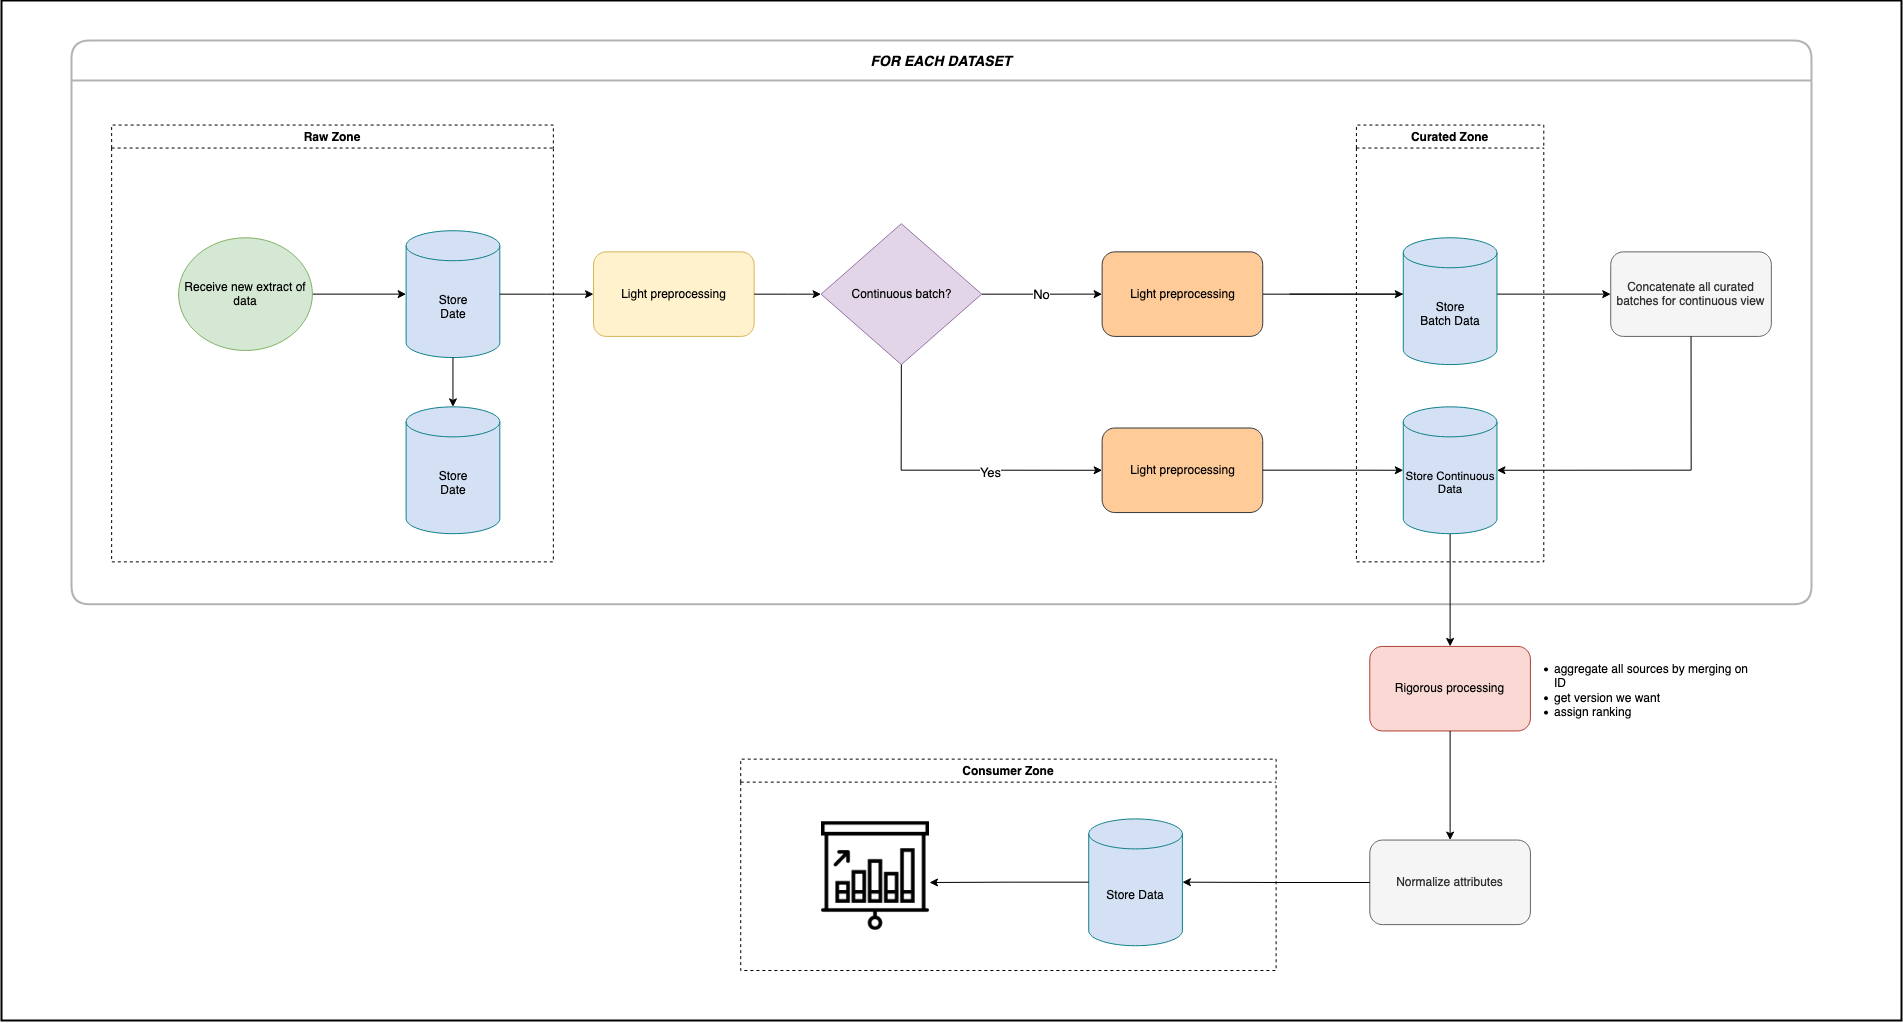 FOR EACH DATASET
Raw Zone
Curated Zone
Receive new extract of
data
Store
Date
Light preprocessing
Continuous batch?
No
Light preprocessing
Store
Batch Data
Concatenate all curated
batches for continuous view
Store
Date
Yes
Light preprocessing
Store Continuous
Data
Rigorous processing
• aggregate all sources by merging on
ID
• get version we want
• assign ranking
Consumer Zone
Store Data
Normalize attributes